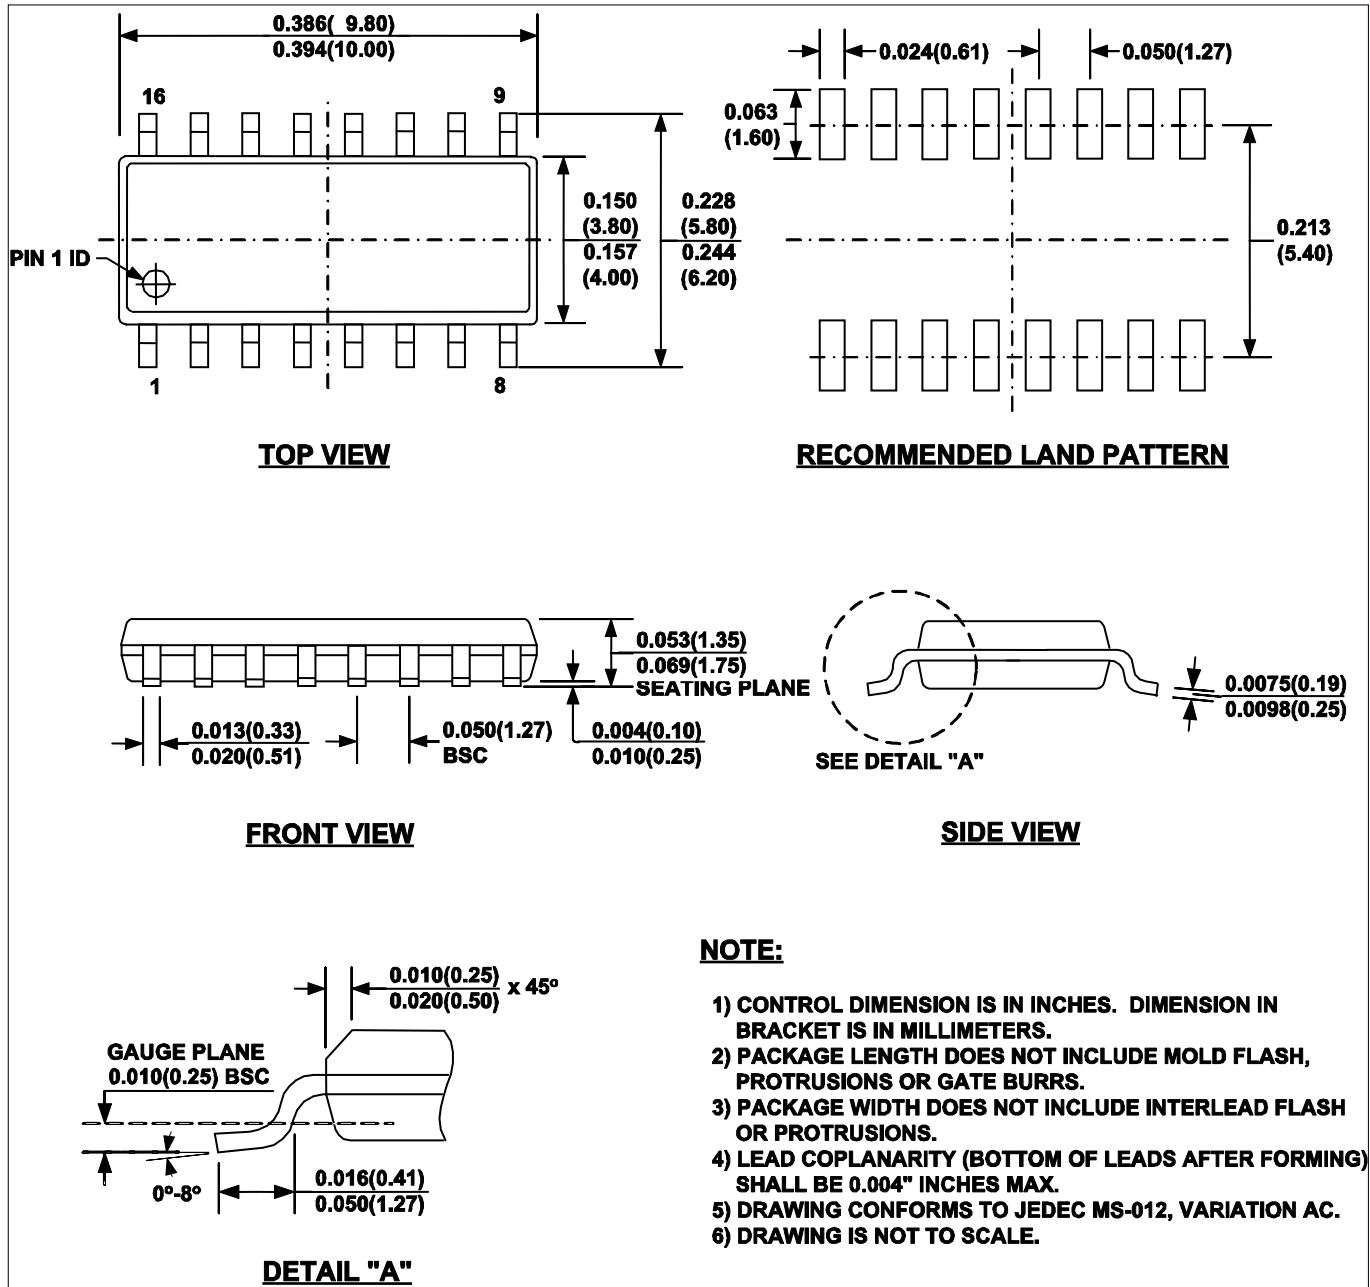 0.386( 9.80)
0.394(10.00)
16
9
0.150
(3.80)
0.157
(4.00)
0.228
(5.80)
0.244
(6.20)
PIN 1 ID
1
8
TOP VIEW
0.024(0.61)
0.050(1.27)
0.063
(1.60)
0.213
(5.40)
RECOMMENDED LAND PATTERN
0.053(1.35)
0.069(1.75)
SEATING PLANE
0.013(0.33)
0.020(0.51)
0.050(1.27)
BSC
0.004(0.10)
0.010(0.25)
FRONT VIEW
0.0075(0.19)
0.0098(0.25)
SEE DETAIL "A"
SIDE VIEW
0.010(0.25)
0.020(0.50)
x 45º
GAUGE PLANE
0.010(0.25) BSC
0º-8º
0.016(0.41)
0.050(1.27)
DETAIL "A"
NOTE:
1) CONTROL DIMENSION IS IN INCHES. DIMENSION IN
BRACKET IS IN MILLIMETERS.
2) PACKAGE LENGTH DOES NOT INCLUDE MOLD FLASH,
PROTRUSIONS OR GATE BURRS.
3) PACKAGE WIDTH DOES NOT INCLUDE INTERLEAD FLASH
OR PROTRUSIONS.
4) LEAD COPLANARITY (BOTTOM OF LEADS AFTER FORMING)
SHALL BE 0.004" INCHES MAX.
5) DRAWING CONFORMS TO JEDEC MS-012, VARIATION AC.
6) DRAWING IS NOT TO SCALE.